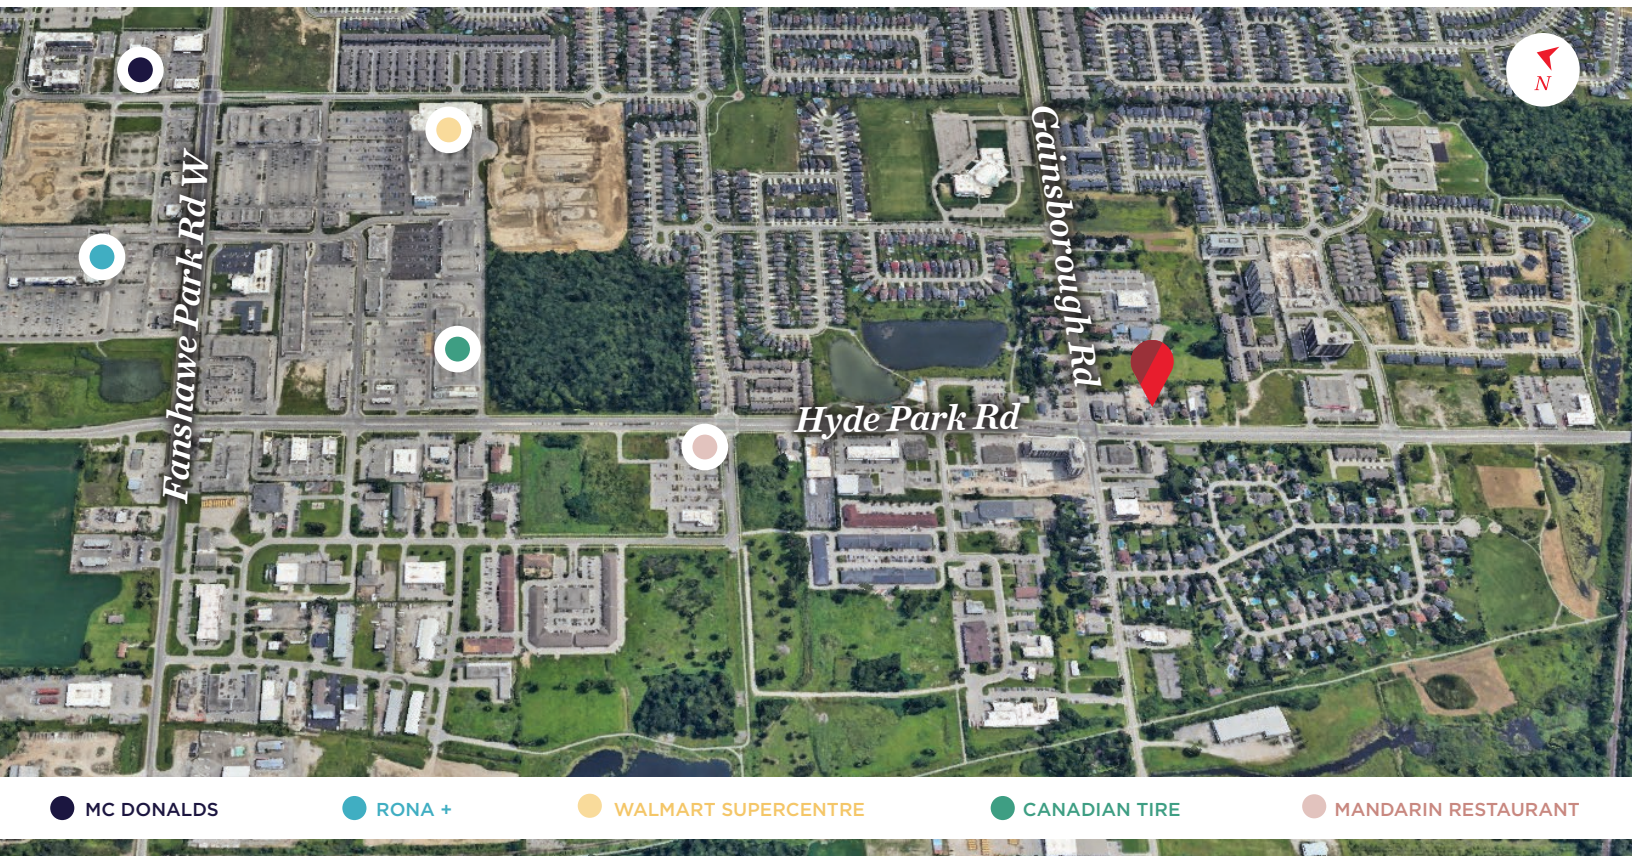 N
Fanshawe Park Rd W
Gainsborough Rd
Hyde Park Rd
MC DONALDS
RONA +
WALMART SUPERCENTRE
CANADIAN TIRE
MANDARIN RESTAURANT